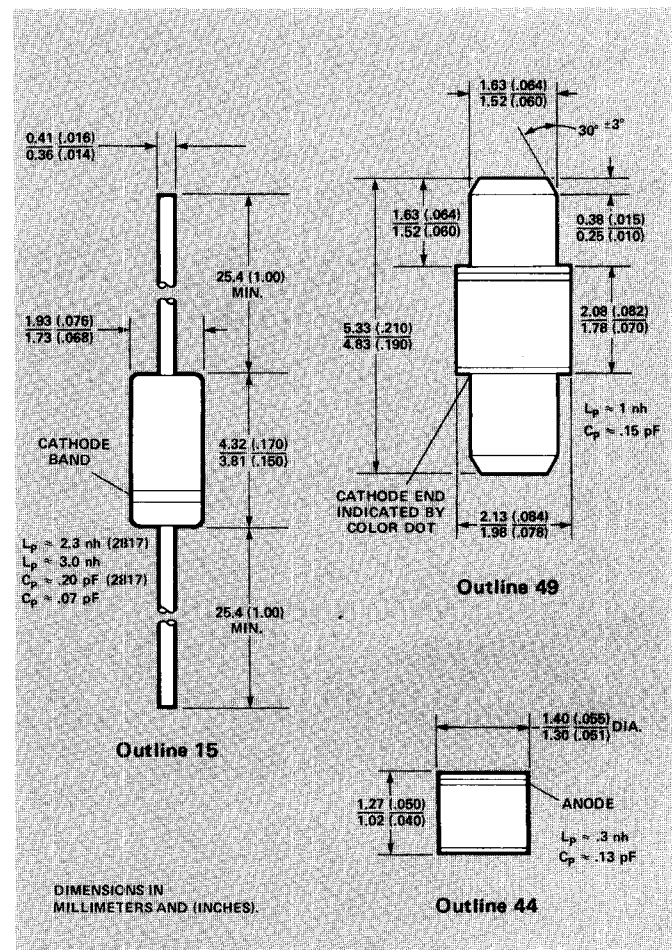 0.41 (.016)
0.36 (.014)
25.4 (1.00)
MIN.
1.93 (.076)
1.73 (.068)
CATHODE
BAND
4.32 (.170)
3.81 (.150)
Lp ≈ 2.3 nh (2817)
Lp ≈ 3.0 nh
Cp ≈ .20 pF (2817)
Cp ≈ .07 pF
25.4 (1.00)
MIN.
Outline 15
1.63 (.064)
1.52 (.060)
30° ±3°
1.63 (.064)
1.52 (.060)
0.38 (.015)
0.25 (.010)
5.33 (.210)
4.83 (.190)
2.08 (.082)
1.78 (.070)
Lp ≈ 1 nh
Cp ≈ .15 pF
CATHODE END
INDICATED BY
COLOR DOT
2.13 (.084)
1.98 (.078)
Outline 49
1.40 (.055)
1.30 (.051) DIA.
1.27 (.050)
1.02 (.040)
ANODE
Lp ≈ .3 nh
Cp ≈ .13 pF
Outline 44
DIMENSIONS IN
MILLIMETERS AND (INCHES).